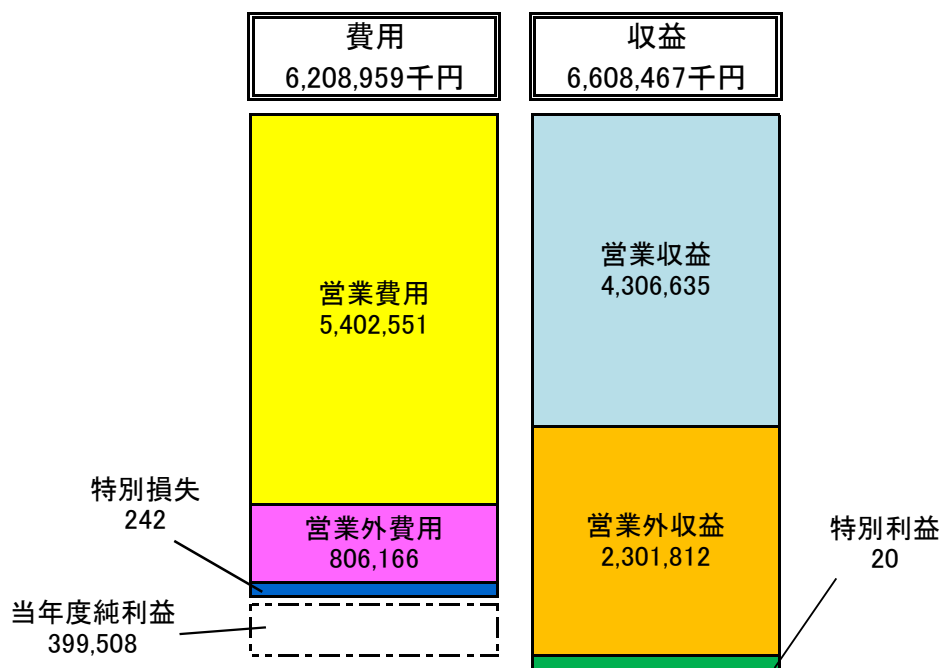 費用
6,208,959千円
収益
6,608,467千円
営業費用
5,402,551
営業収益
4,306,635
特別損失
242
営業外費用
806,166
営業外収益
2,301,812
特別利益
20
当年度純利益
399,508